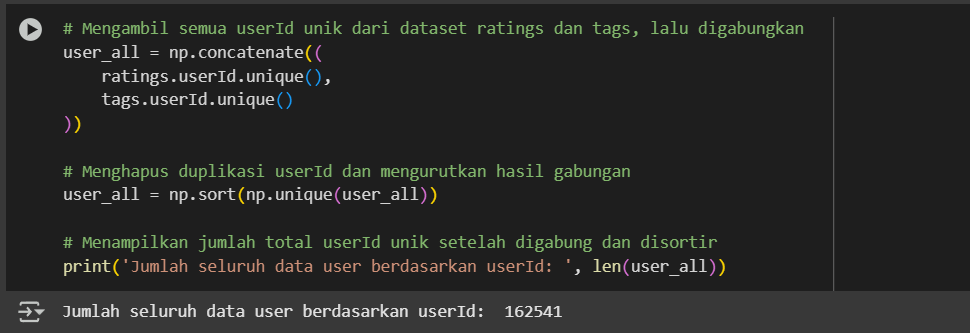 # Mengambil semua userId unik dari dataset ratings dan tags, lalu digabungkan
user_all = np.concatenate((
    ratings.userId.unique(),
    tags.userId.unique()
))
# Menghapus duplikasi userId dan mengurutkan hasil gabungan
user_all = np.sort(np.unique(user_all))
# Menampilkan jumlah total userId unik setelah digabung dan disortir
print('Jumlah seluruh data user berdasarkan userId: ', len(user_all))
Jumlah seluruh data user berdasarkan userId:  162541